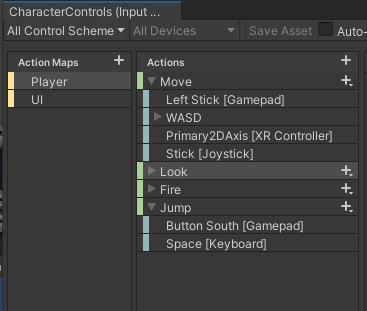 CharacterControls (Input ...
All Control Scheme All Devices Save Asset Auto-
Action Maps
Actions
Player
UI
Move
Left Stick [Gamepad]
WASD
Primary2DAxis [XR Controller]
Stick [Joystick]
Look
Fire
Jump
Button South [Gamepad]
Space [Keyboard]